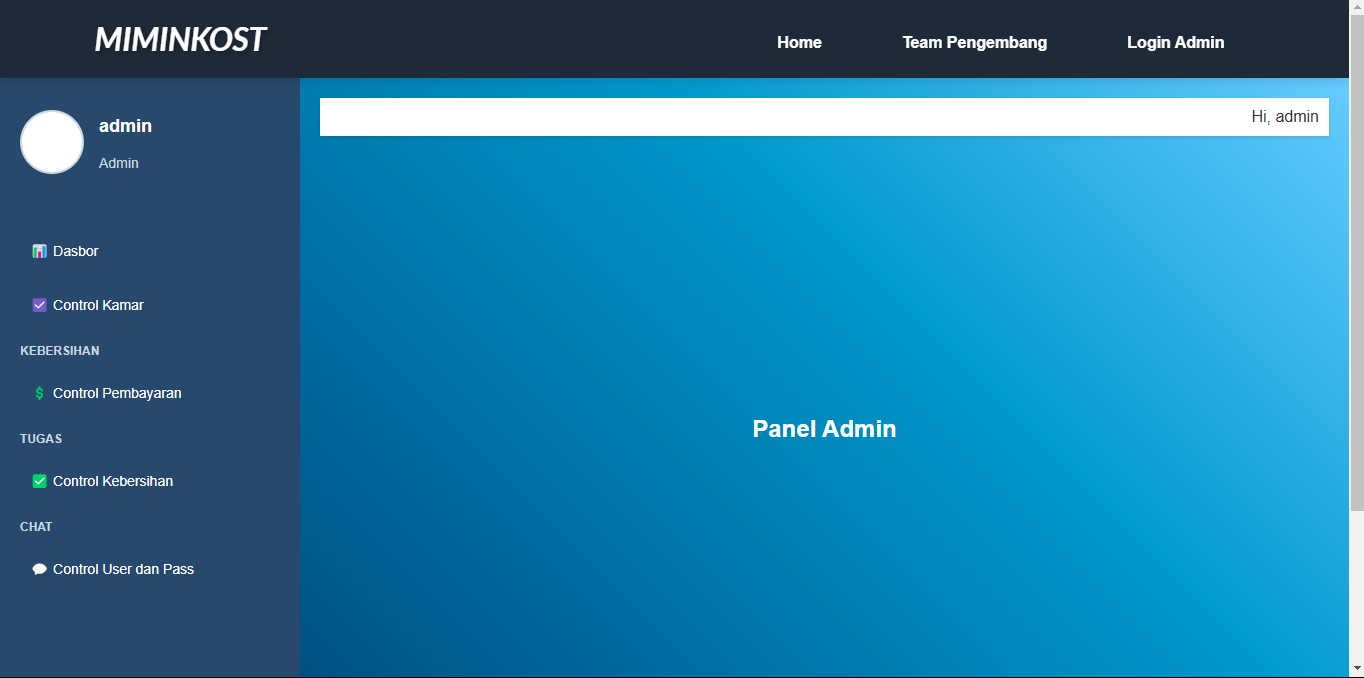 MIMINKOST
Home
Team Pengembang
Login Admin
admin
Admin
Hi, admin
Dasbor
Control Kamar
KEBERSIHAN
Control Pembayaran
TUGAS
Control Kebersihan
CHAT
Control User dan Pass
Panel Admin